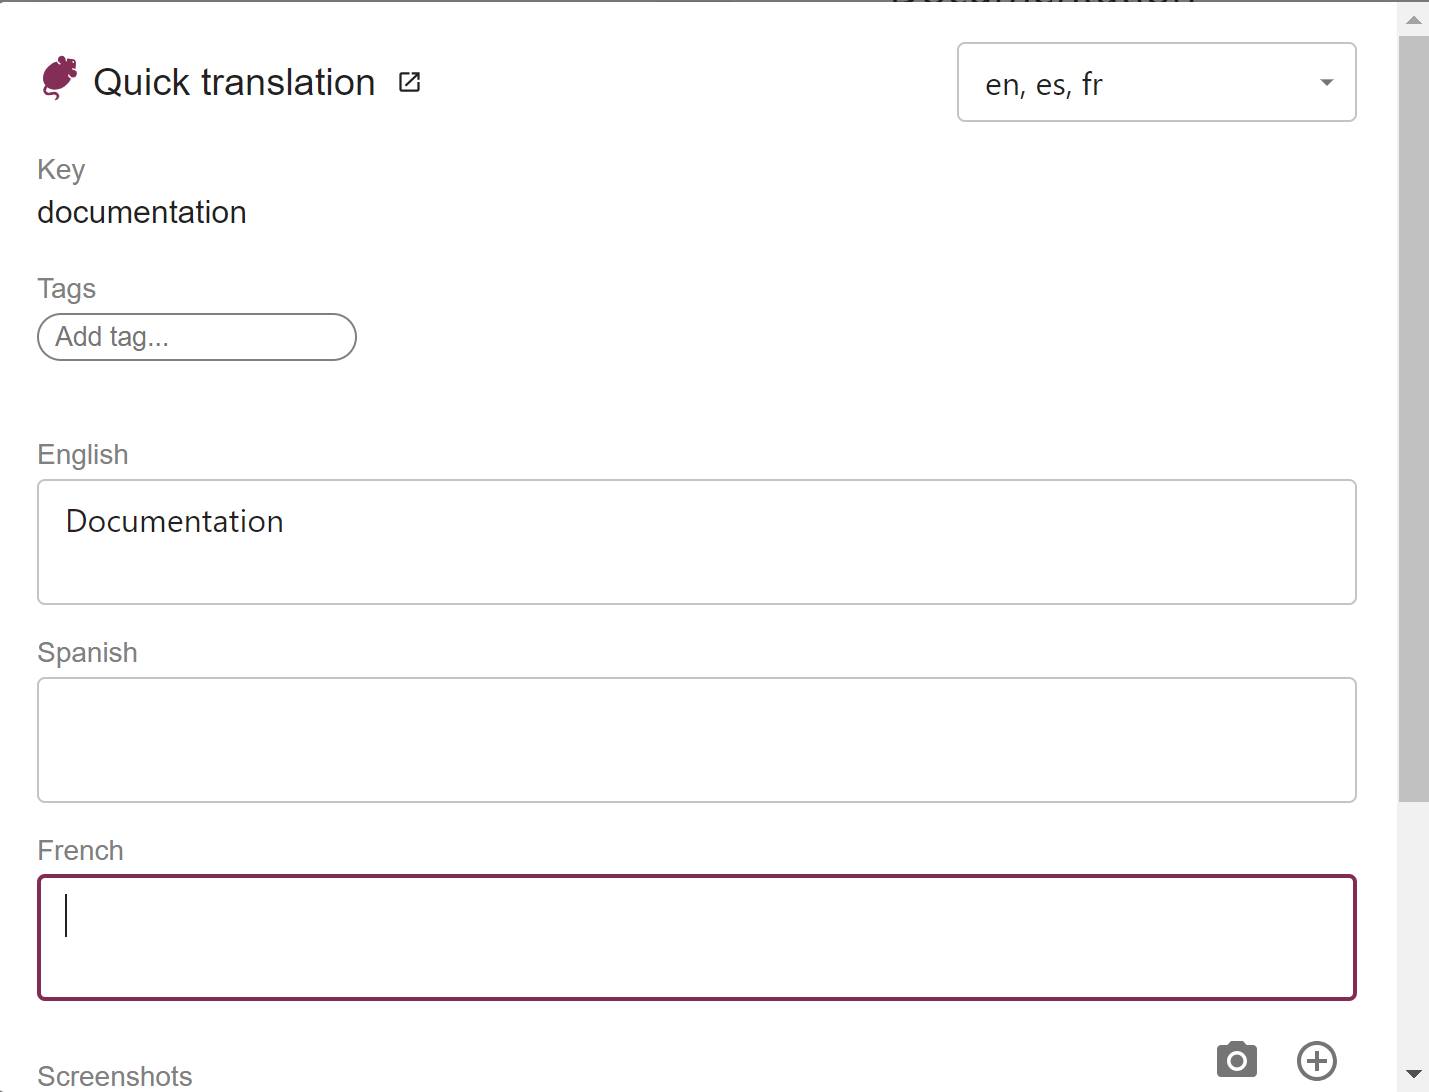 Quick translation
en, es, fr
Key
documentation
Tags
Add tag...
English
Documentation
Spanish
French
Screenshots